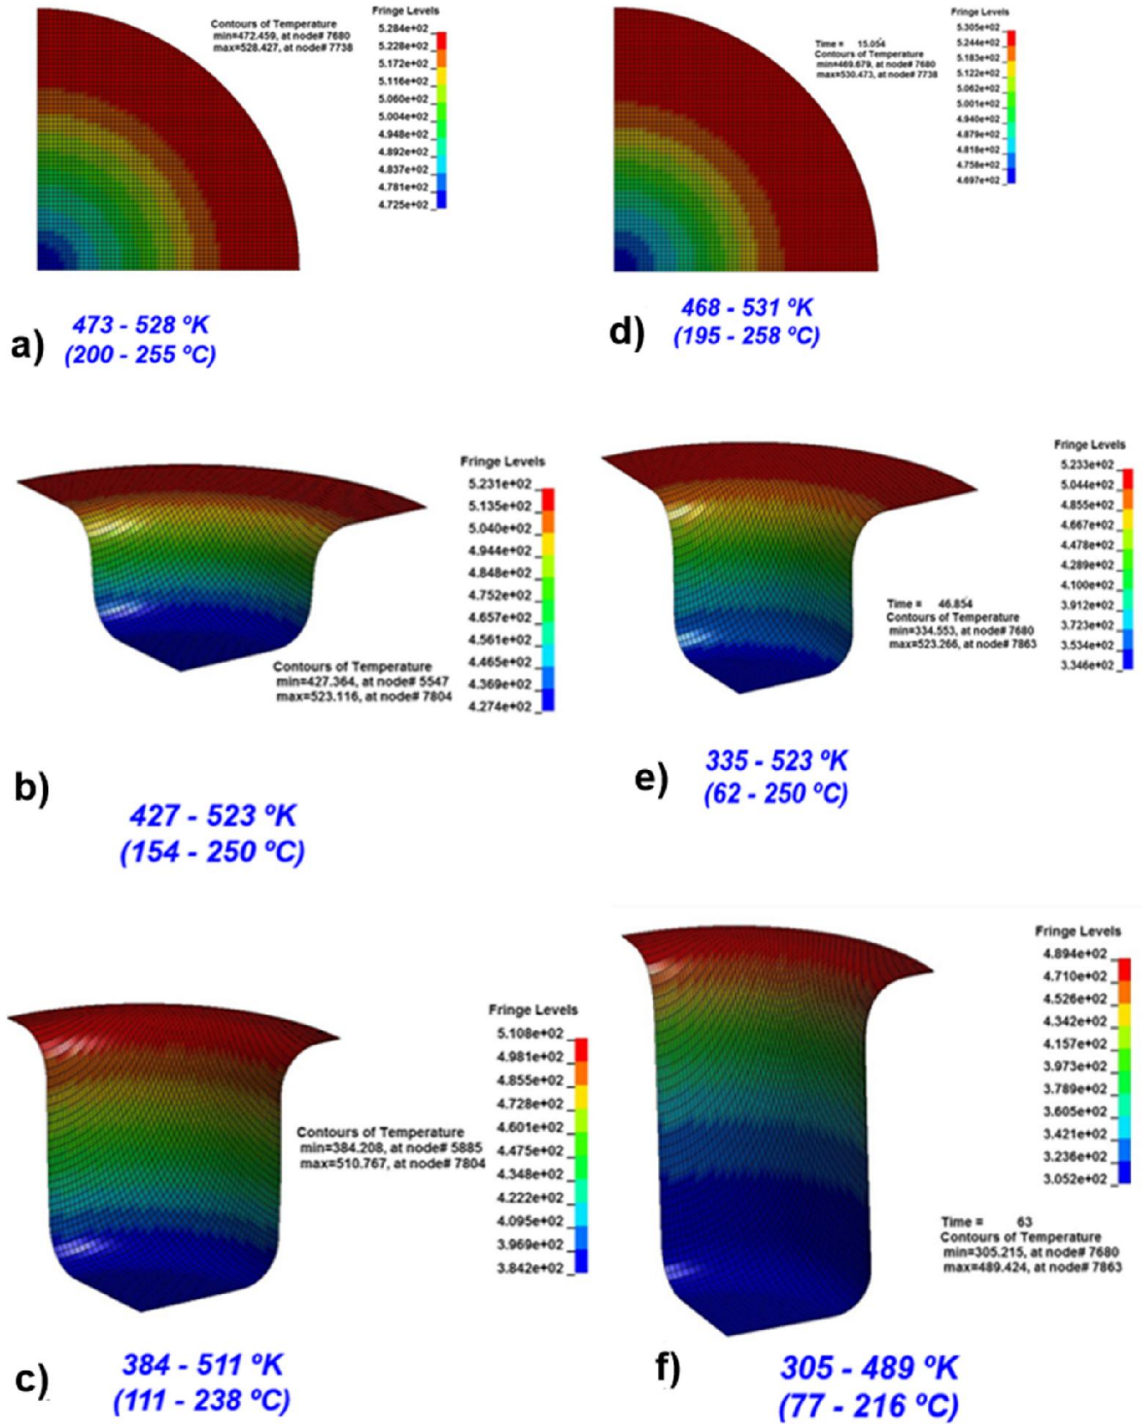 Contours of Temperature
min=472.459, at node# 7680
max=528.427, at node# 7738
Fringe Levels
5.284e+02
5.228e+02
5.172e+02
5.116e+02
5.060e+02
5.004e+02
4.948e+02
4.892e+02
4.837e+02
4.781e+02
4.725e+02
a)
473 - 528 ºK
(200 - 255 ºC)
Time = 15.054
Contours of Temperature
min=469.679, at node# 7680
max=530.473, at node# 7738
Fringe Levels
5.305e+02
5.244e+02
5.183e+02
5.122e+02
5.062e+02
5.001e+02
4.940e+02
4.879e+02
4.818e+02
4.758e+02
4.697e+02
d)
468 - 531 ºK
(195 - 258 ºC)
Fringe Levels
5.231e+02
5.135e+02
5.040e+02
4.944e+02
4.848e+02
4.752e+02
4.657e+02
4.561e+02
4.465e+02
4.369e+02
4.274e+02
Contours of Temperature
min=427.364, at node# 5547
max=523.116, at node# 7804
b)
427 - 523 ºK
(154 - 250 ºC)
Fringe Levels
5.233e+02
5.044e+02
4.855e+02
4.667e+02
4.478e+02
4.289e+02
4.100e+02
3.912e+02
3.723e+02
3.534e+02
3.346e+02
Time = 46.854
Contours of Temperature
min=334.553, at node# 7680
max=523.266, at node# 7863
e)
335 - 523 ºK
(62 - 250 ºC)
Fringe Levels
5.108e+02
4.981e+02
4.855e+02
4.728e+02
4.601e+02
4.475e+02
4.348e+02
4.222e+02
4.095e+02
3.969e+02
3.842e+02
Contours of Temperature
min=384.208, at node# 5885
max=510.767, at node# 7804
c)
384 - 511 ºK
(111 - 238 ºC)
Fringe Levels
4.894e+02
4.710e+02
4.526e+02
4.342e+02
4.157e+02
3.973e+02
3.789e+02
3.605e+02
3.421e+02
3.236e+02
3.052e+02
Time = 63
Contours of Temperature
min=305.215, at node# 7680
max=489.424, at node# 7863
f)
305 - 489 ºK
(77 - 216 ºC)